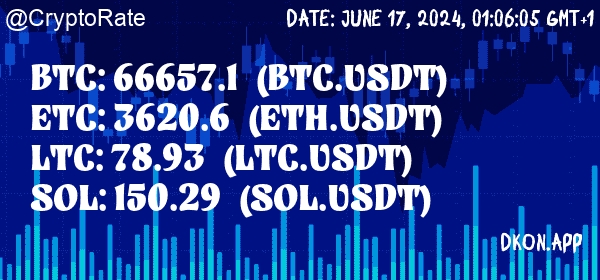 @CryptoRate
DATE: JUNE 17, 2024, 01:06:05 GMT+1
BTC: 66657.1 (BTC.USDT)
ETC: 3620.6 (ETH.USDT)
LTC: 78.93 (LTC.USDT)
SOL: 150.29 (SOL.USDT)
DKON.APP